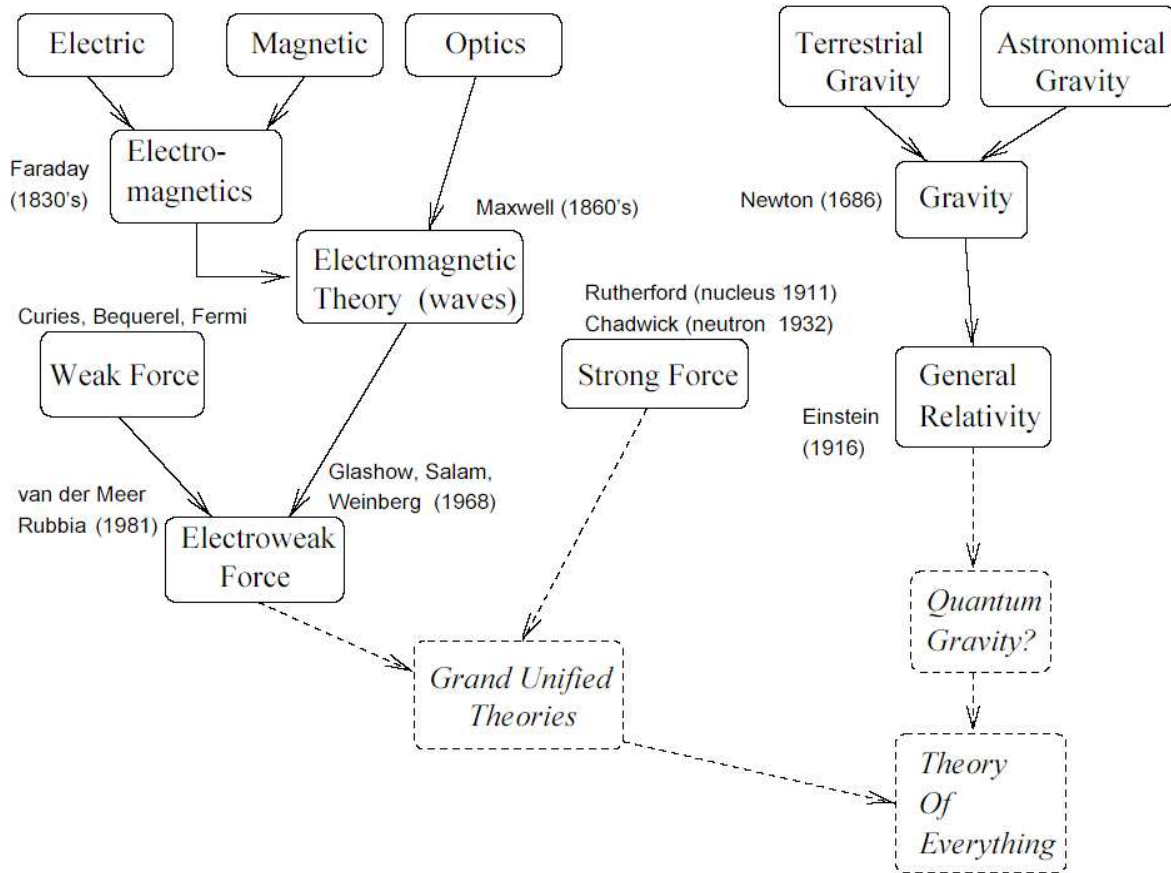 Electric
Magnetic
Optics
Terrestrial
Gravity
Astronomical
Gravity
Faraday
(1830's)
Electro-
magnetics
Maxwell (1860's)
Newton (1686)
Gravity
Electromagnetic
Theory (waves)
Curies, Bequerel, Fermi
Weak Force
Rutherford (nucleus 1911)
Chadwick (neutron 1932)
Strong Force
Einstein
(1916)
General
Relativity
van der Meer
Rubbia (1981)
Glashow, Salam,
Weinberg (1968)
Electroweak
Force
Quantum
Gravity?
Grand Unified
Theories
Theory
Of
Everything